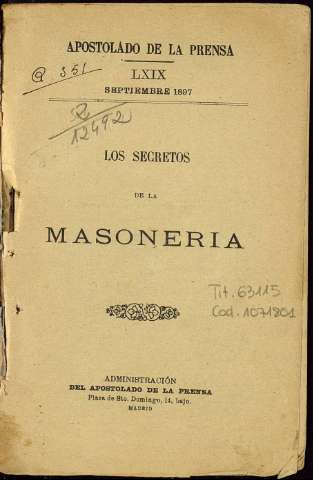 APOSTOLADO DE LA PRENSA
LXIX
SEPTIEMBRE 1897
Q 351
R
12492
LOS SECRETOS
DE LA
MASONERIA
Tit. 63115
Cod. 1071801
ADMINISTRACIÓN
DEL APOSTOLADO DE LA PRENSA
Plaza de Sto. Domingo, 14, bajo.
MADRID